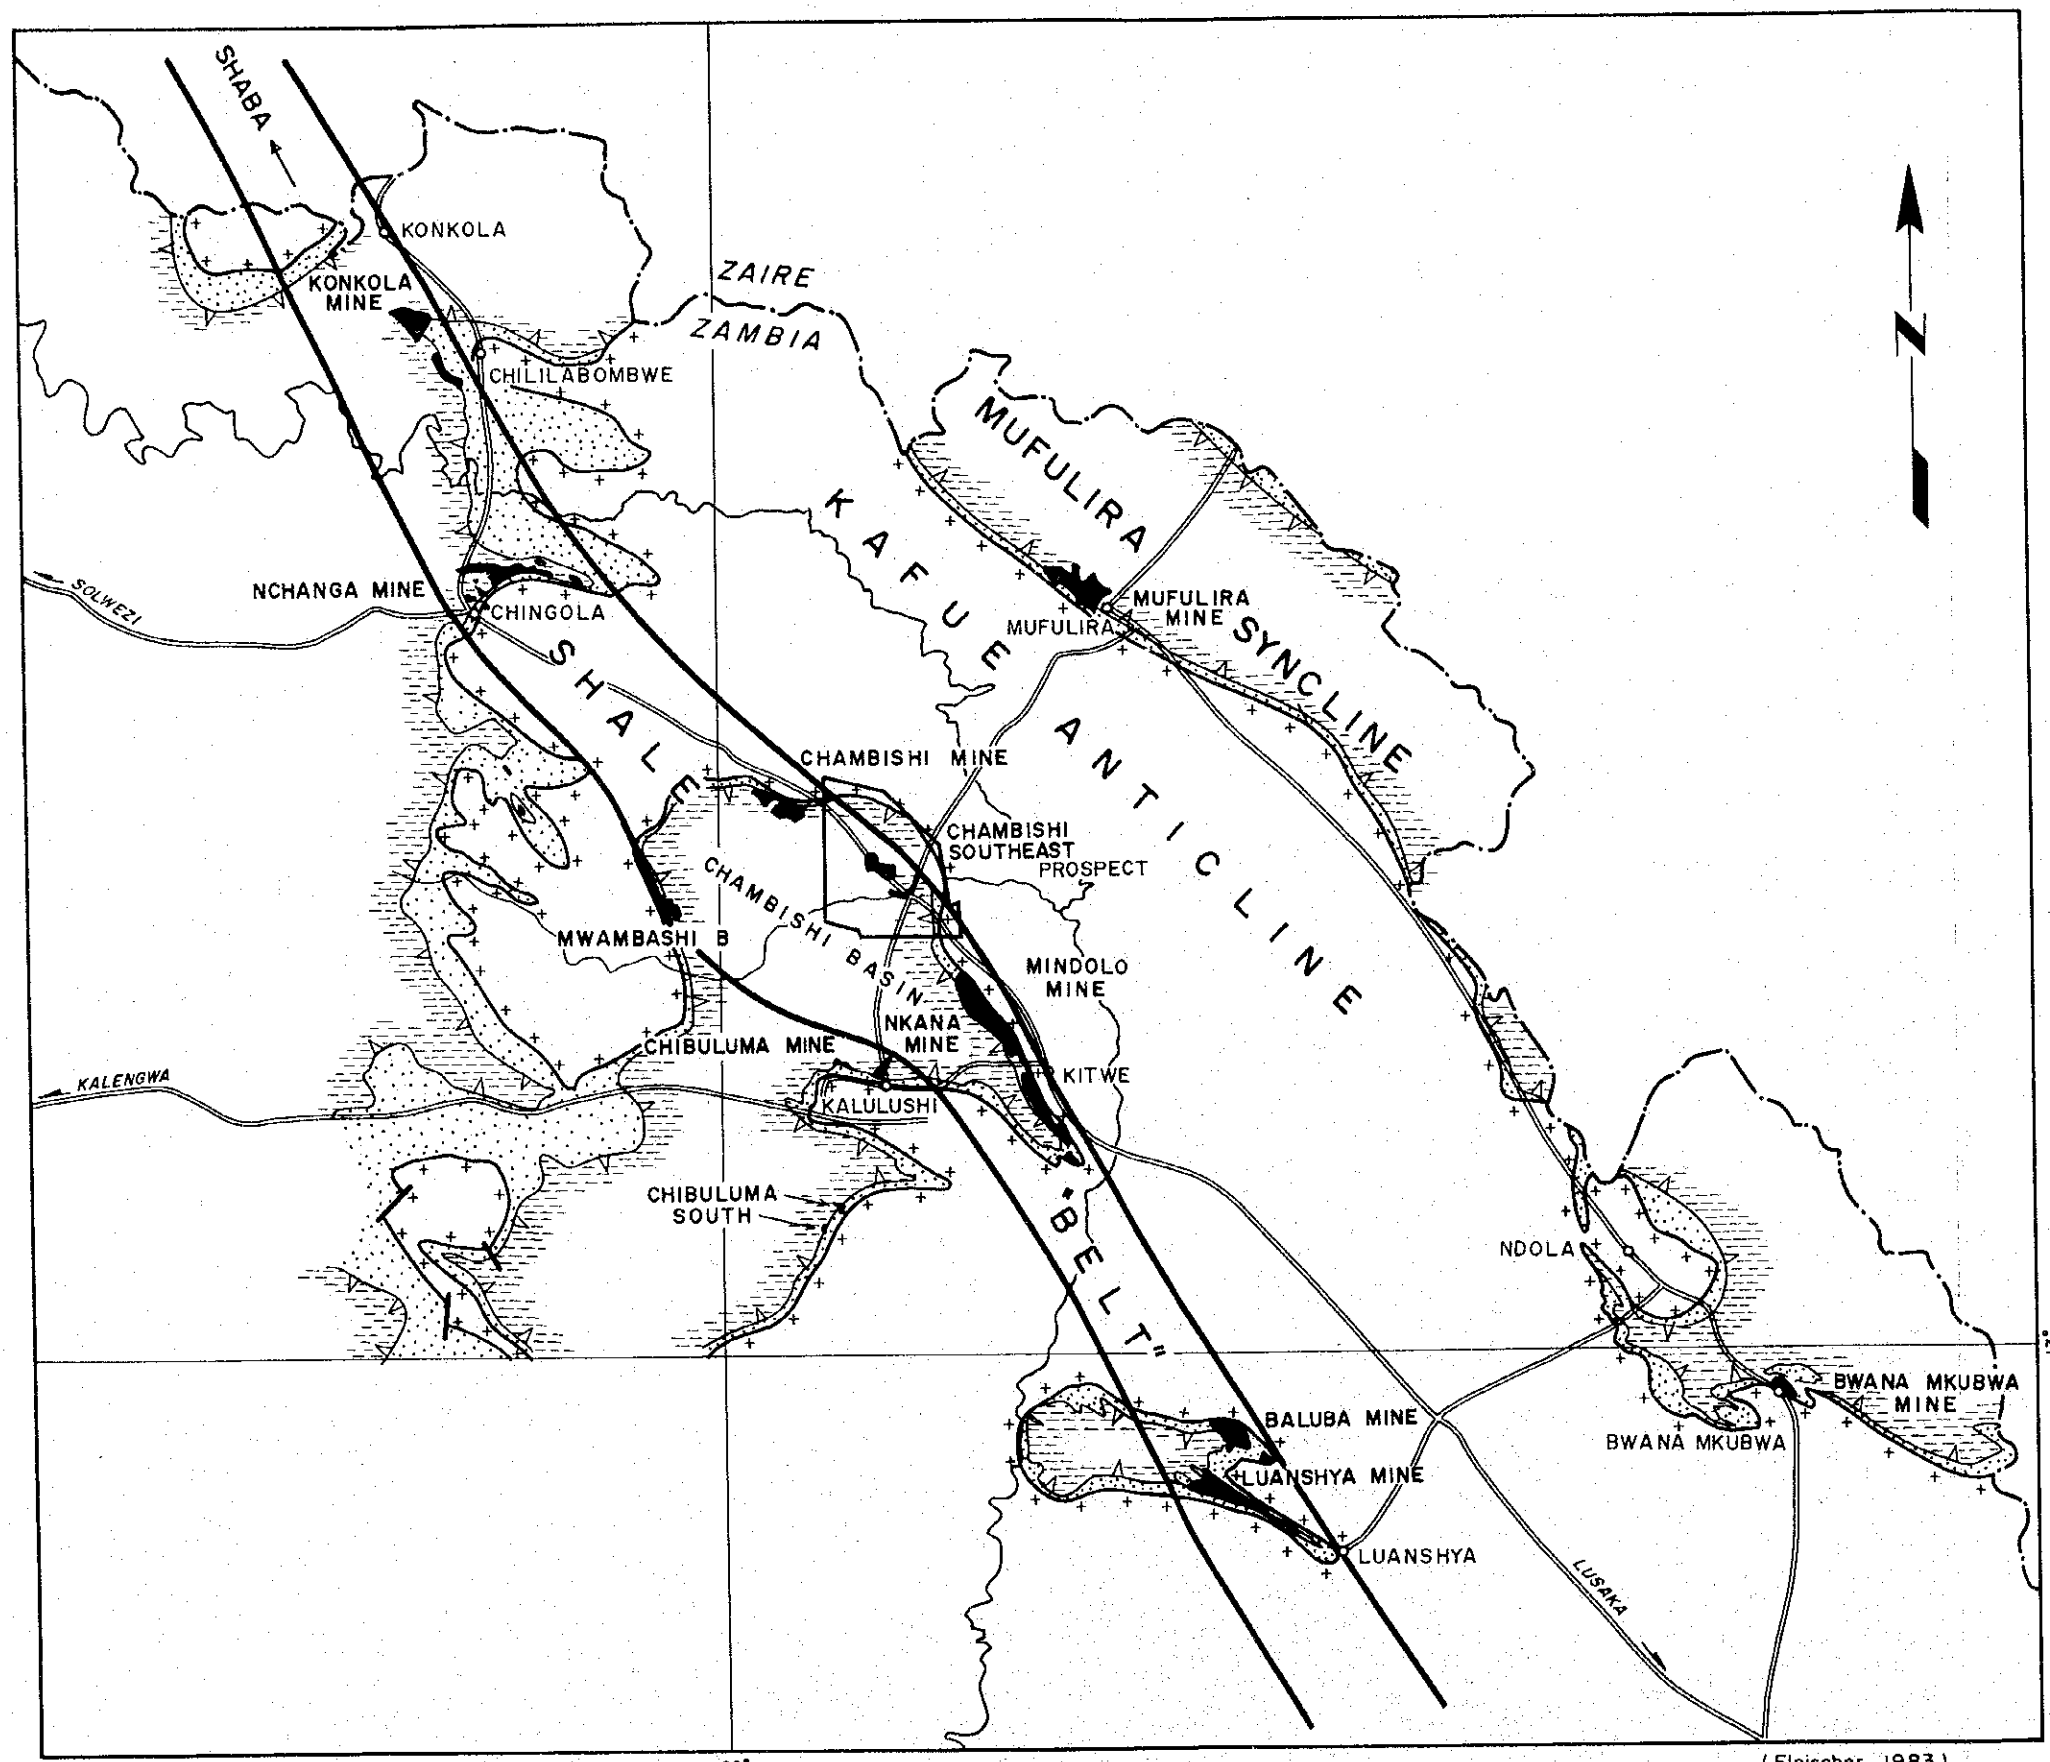 SHABA
KONKOLA
KONKOLA
MINE
ZAIRE
ZAMBIA
CHILILABOMBWE
MUFULIRA
SYNCLINE
KAFUE
ANTICLINE
N
NCHANGA MINE
SOLWEZI
CHINGOLA
MUFULIRA
MINE
MUFULIRA
SHALE
"BELT"
CHAMBISHI MINE
CHAMBISHI
SOUTHEAST
PROSPECT
CHAMBISHI BASIN
MWAMBASHI B
MINDOLO
MINE
NKANA
MINE
CHIBULUMA MINE
KITWE
KALENGWA
KALULUSHI
CHIBULUMA
SOUTH
NDOLA
BWANA MKUBWA
MINE
BALUBA MINE
BWANA MKUBWA
LUANSHYA MINE
LUANSHYA
LUSAKA
(Fleischer, 1983)